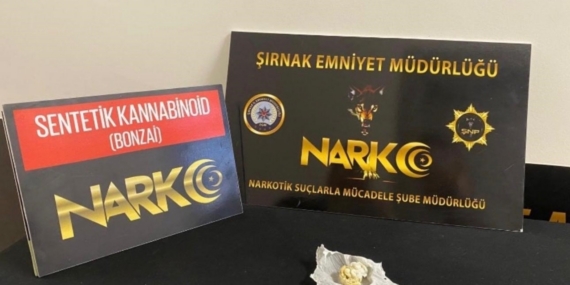 SENTETİK KANNABİNOİD
(BONZAİ)
NARKO
ŞIRNAK EMNİYET MÜDÜRLÜĞÜ
NARKO
NARKOTİK SUÇLARLA MÜCADELE ŞUBE MÜDÜRLÜĞÜ